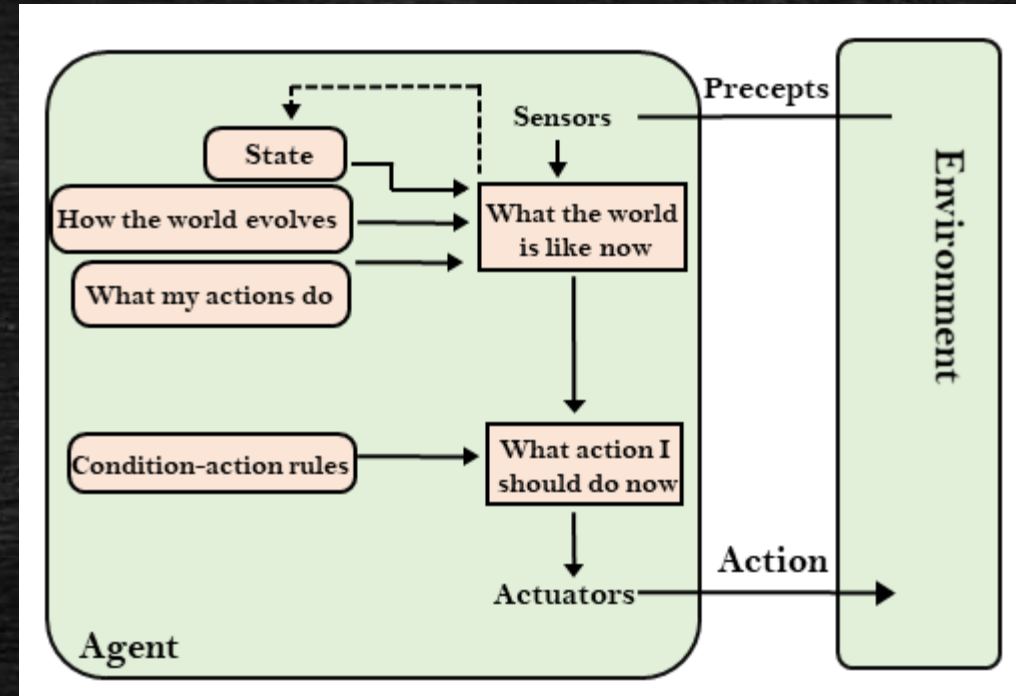 Precepts
Sensors
State
What the world
is like now
How the world evolves
What my actions do
Environment
Condition-action rules
What action I
should do now
Action
Actuators
Agent